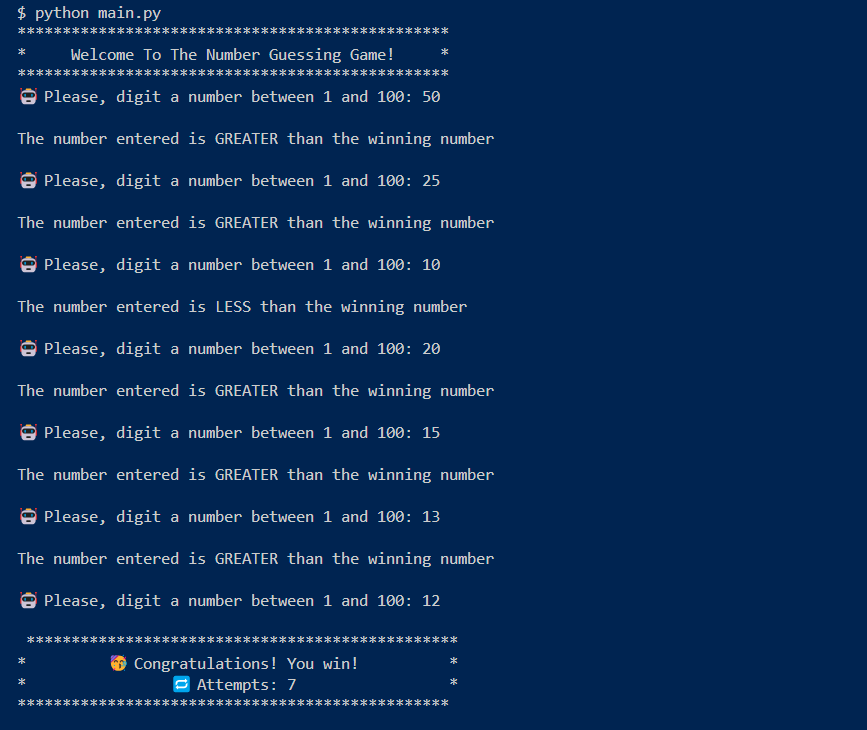 $ python main.py
************************************************
*     Welcome To The Number Guessing Game!     *
************************************************
🤖 Please, digit a number between 1 and 100: 50
The number entered is GREATER than the winning number
🤖 Please, digit a number between 1 and 100: 25
The number entered is GREATER than the winning number
🤖 Please, digit a number between 1 and 100: 10
The number entered is LESS than the winning number
🤖 Please, digit a number between 1 and 100: 20
The number entered is GREATER than the winning number
🤖 Please, digit a number between 1 and 100: 15
The number entered is GREATER than the winning number
🤖 Please, digit a number between 1 and 100: 13
The number entered is GREATER than the winning number
🤖 Please, digit a number between 1 and 100: 12
 ************************************************
*         🥳 Congratulations! You win!          *
*                🔁 Attempts: 7                 *
************************************************